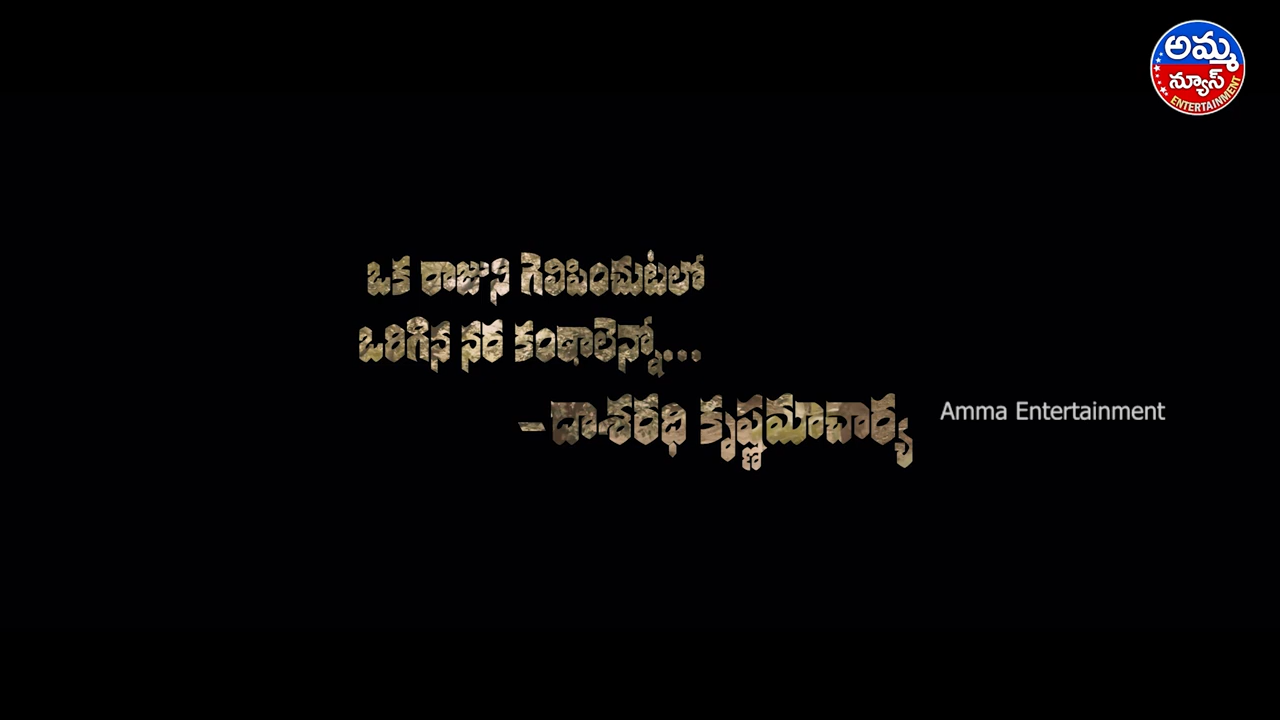 అమ్మ
న్యూస్
ENTERTAINMENT
ఒక రాజుని గెలిపించుటలో
ఒరిగిన నర కంఠాలెన్నో...
- దాశరథి కృష్ణమాచార్య
Amma Entertainment